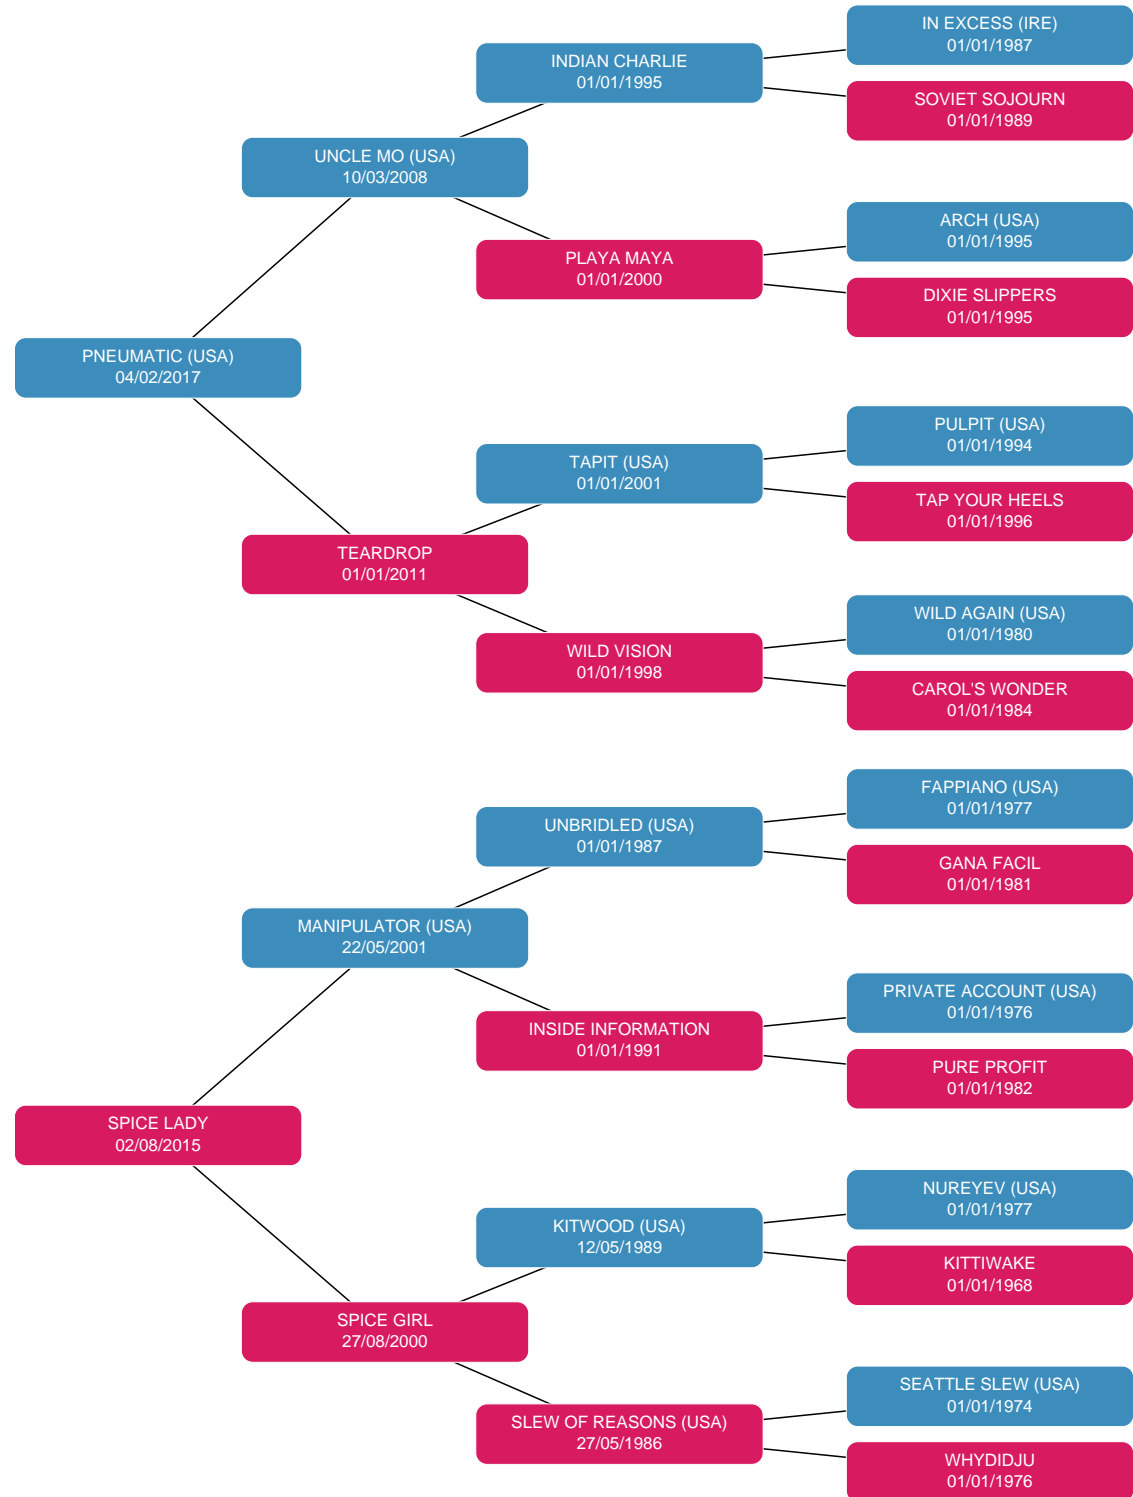 IN EXCESS (IRE)
01/01/1987
INDIAN CHARLIE
01/01/1995
SOVIET SOJOURN
01/01/1989
UNCLE MO (USA)
10/03/2008
ARCH (USA)
01/01/1995
PLAYA MAYA
01/01/2000
DIXIE SLIPPERS
01/01/1995
PNEUMATIC (USA)
04/02/2017
PULPIT (USA)
01/01/1994
TAPIT (USA)
01/01/2001
TAP YOUR HEELS
01/01/1996
TEARDROP
01/01/2011
WILD AGAIN (USA)
01/01/1980
WILD VISION
01/01/1998
CAROL'S WONDER
01/01/1984
FAPPIANO (USA)
01/01/1977
UNBRIDLED (USA)
01/01/1987
GANA FACIL
01/01/1981
MANIPULATOR (USA)
22/05/2001
PRIVATE ACCOUNT (USA)
01/01/1976
INSIDE INFORMATION
01/01/1991
PURE PROFIT
01/01/1982
SPICE LADY
02/08/2015
NUREYEV (USA)
01/01/1977
KITWOOD (USA)
12/05/1989
KITTIWAKE
01/01/1968
SPICE GIRL
27/08/2000
SEATTLE SLEW (USA)
01/01/1974
SLEW OF REASONS (USA)
27/05/1986
WHYDIDJU
01/01/1976